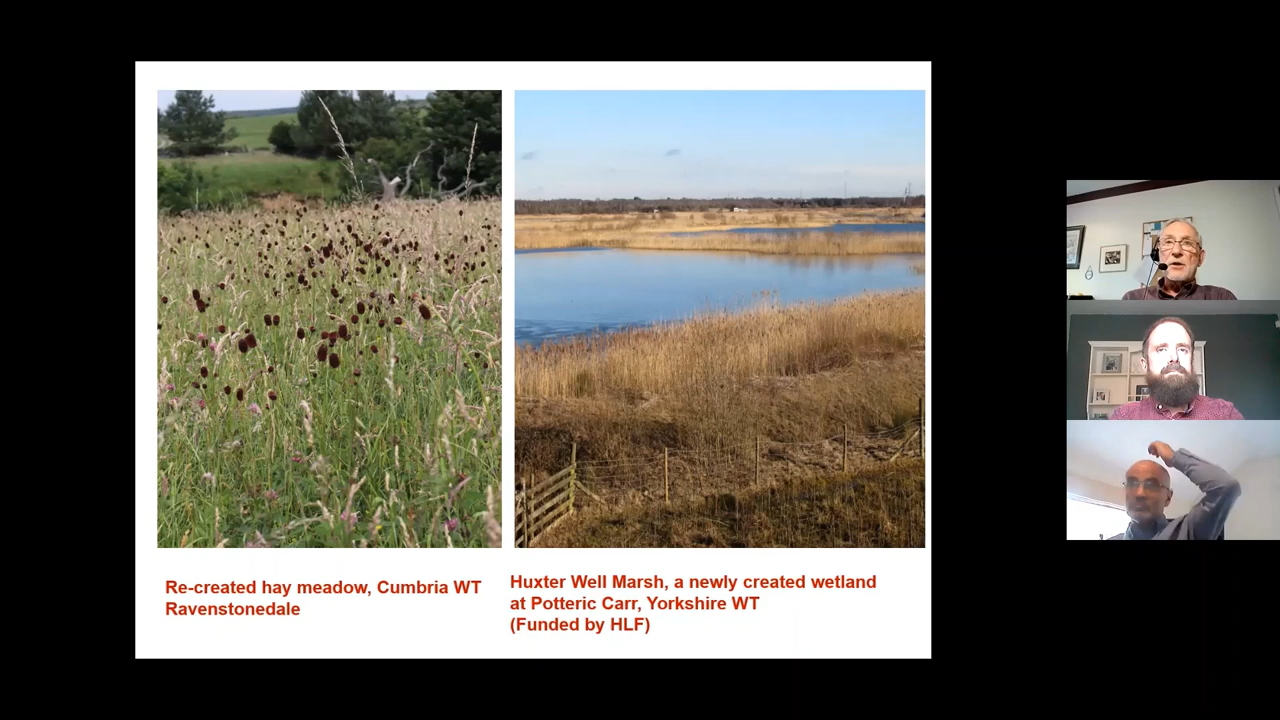 Re-created hay meadow, Cumbria WT
Ravenstonedale
Huxter Well Marsh, a newly created wetland
at Potteric Carr, Yorkshire WT
(Funded by HLF)